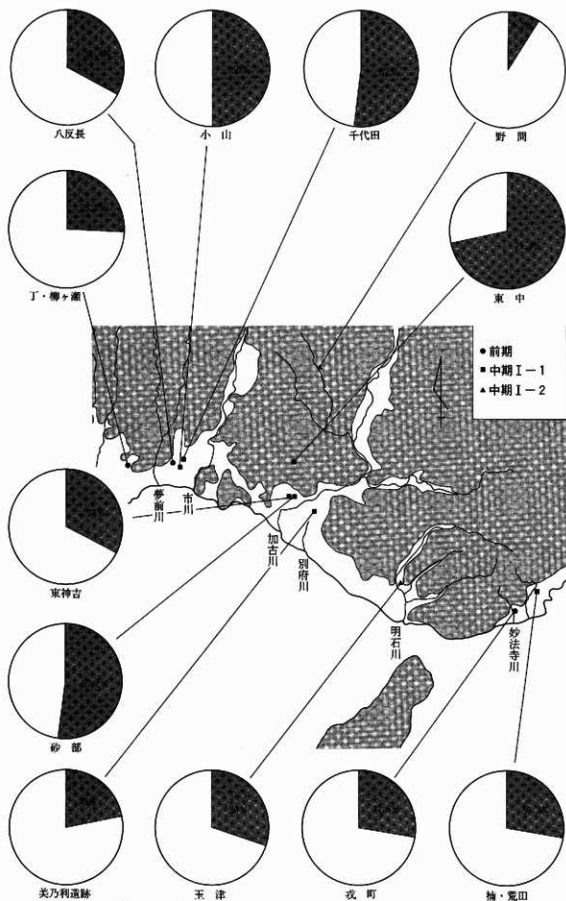 八反長
小山
千代田
野間
丁・柳ヶ瀬
東中
●前期
■中期Ⅰ-1
▲中期Ⅰ-2
夢前川
市川
加古川
別府川
明石川
妙法寺川
東神吉
砂部
美乃利遺跡
玉津
戎町
楠・荒田